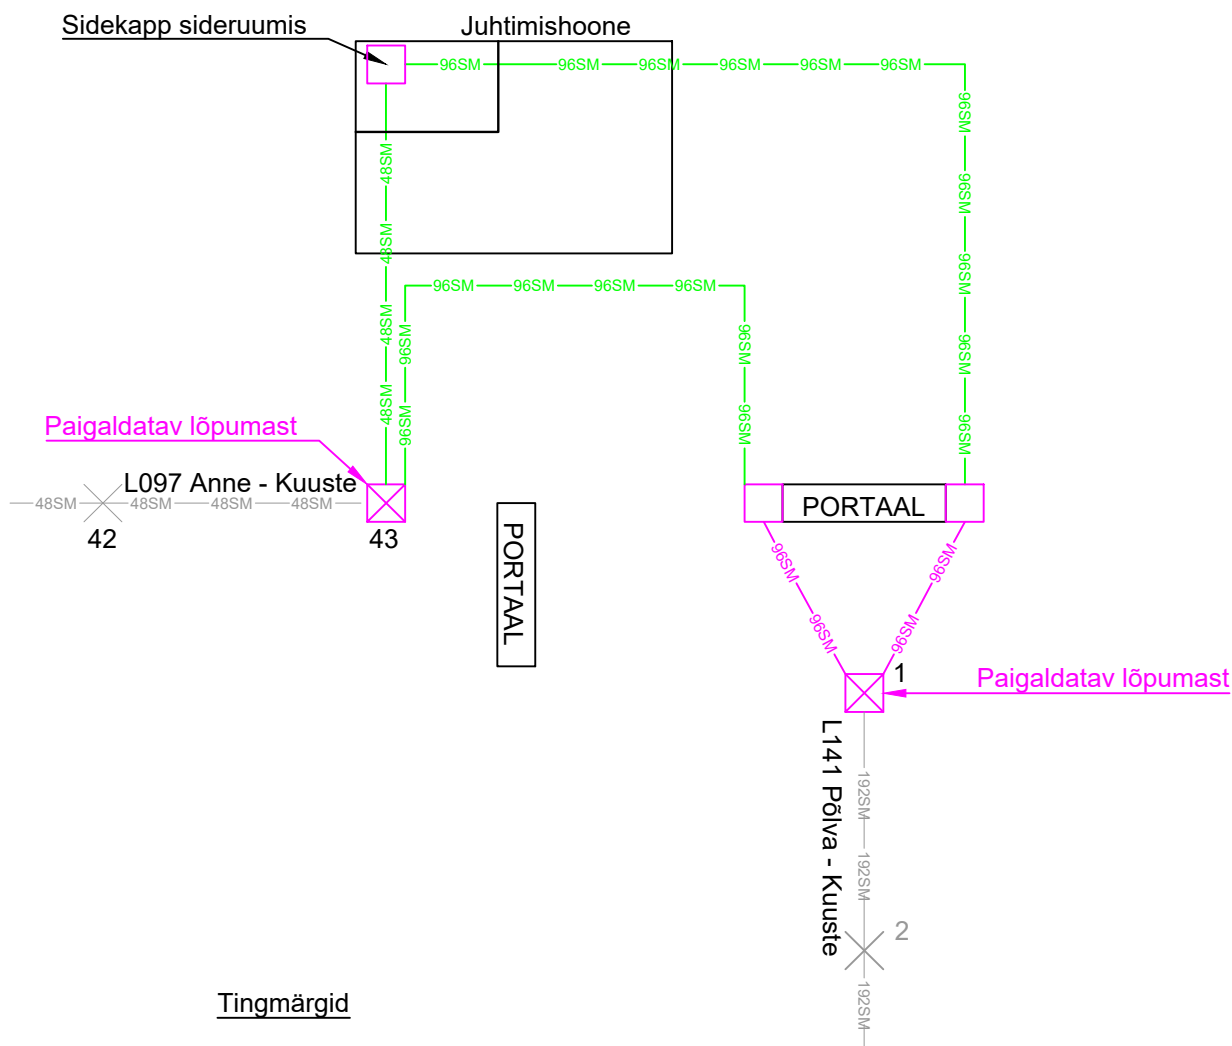 Sidekapp sideruumis
Juhtimishoone
96SM 96SM 96SM 96SM 96SM 96SM
96SM
96SM
96SM
96SM
96SM
48SM
48SM
48SM
48SM
96SM 96SM 96SM 96SM
96SM
96SM
96SM
96SM
Paigaldatav lõpumast
L097 Anne - Kuuste
48SM 48SM 48SM 48SM
42
43
PORTAAL
PORTAAL
96SM
96SM
96SM
96SM
1
Paigaldatav lõpumast
L141 Põlva - Kuuste
192SM
192SM
2
192SM
Tingmärgid